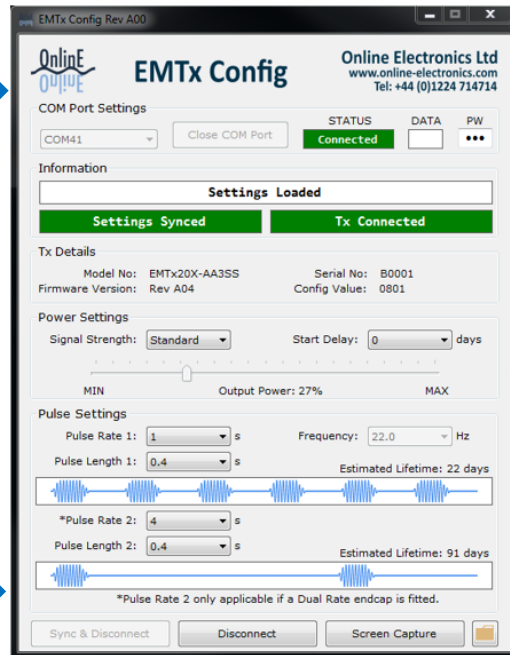 EMTx Config Rev A00
OnlinE
EMTx Config
Online Electronics Ltd
www.online-electronics.com
Tel: +44 (0)1224 714714
COM Port Settings
COM41
Close COM Port
STATUS DATA PW
Connected •••
Information
Settings Loaded
Settings Synced Tx Connected
Tx Details
Model No: EMTx20X-AA3SS Serial No: B0001
Firmware Version: Rev A04 Config Value: 0801
Power Settings
Signal Strength: Standard Start Delay: 0 days
MIN Output Power: 27% MAX
Pulse Settings
Pulse Rate 1: 1 s Frequency: 22.0 Hz
Pulse Length 1: 0.4 s Estimated Lifetime: 22 days
*Pulse Rate 2: 4 s
Pulse Length 2: 0.4 s Estimated Lifetime: 91 days
*Pulse Rate 2 only applicable if a Dual Rate endcap is fitted.
Sync & Disconnect Disconnect Screen Capture